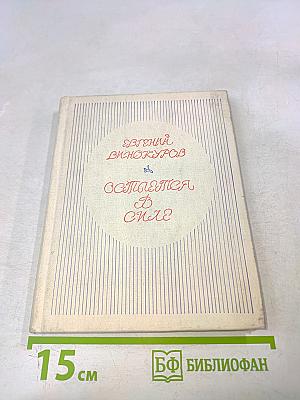 ЕВГЕНИЙ
ВИНОКУРОВ
ОСТАЕТСЯ
В
СИЛЕ
15 см
БФ БИБЛИОФАН